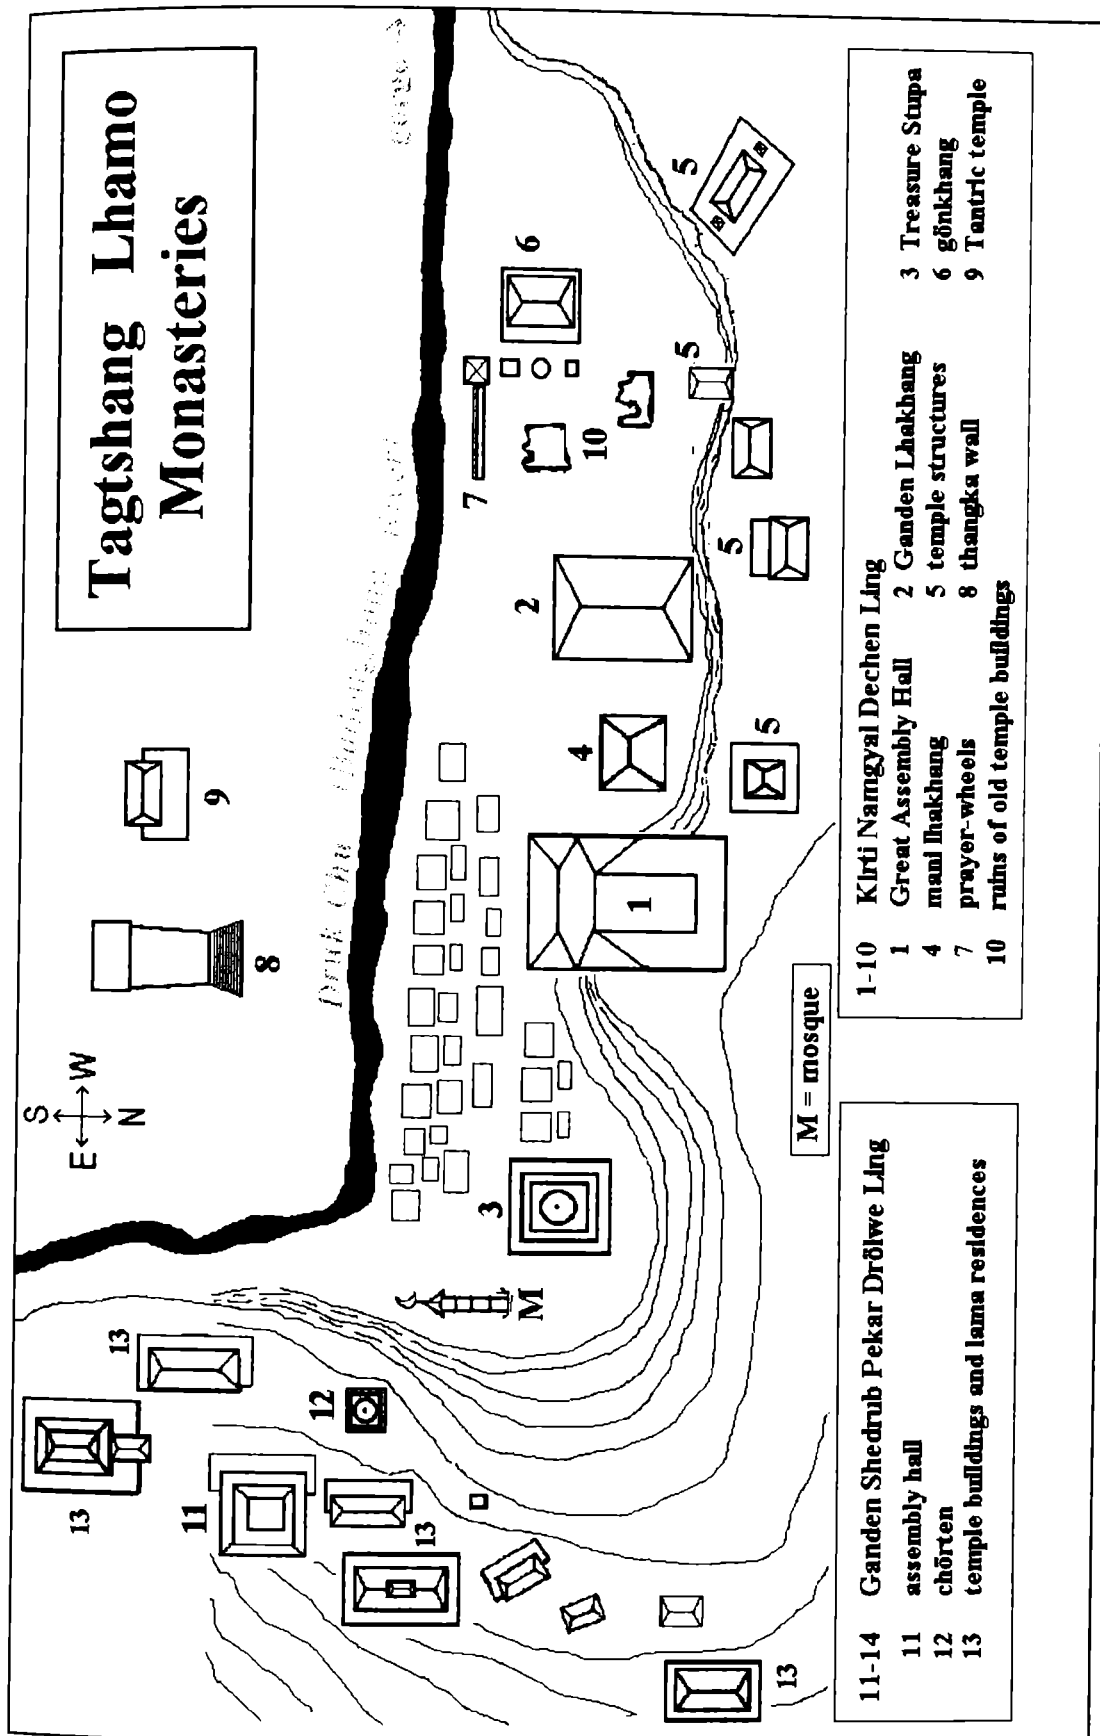 Tagtshang Lhamo
Monasteries
S
E W
N
13
13
11
12
13
13
M
3
8
9
Druk Chu
gorge →
1
4
2
7
10
6
5
5
5
5
M = mosque
11-14 Ganden Shedrub Pekar Drölwe Ling
11 assembly hall
12 chörten
13 temple buildings and lama residences
1-10 Kirti Namgyal Dechen Ling
1 Great Assembly Hall 2 Ganden Lhakhang 3 Treasure Stupa
4 mani lhakhang 5 temple structures 6 gönkhang
7 prayer-wheels 8 thangka wall 9 Tantric temple
10 ruins of old temple buildings